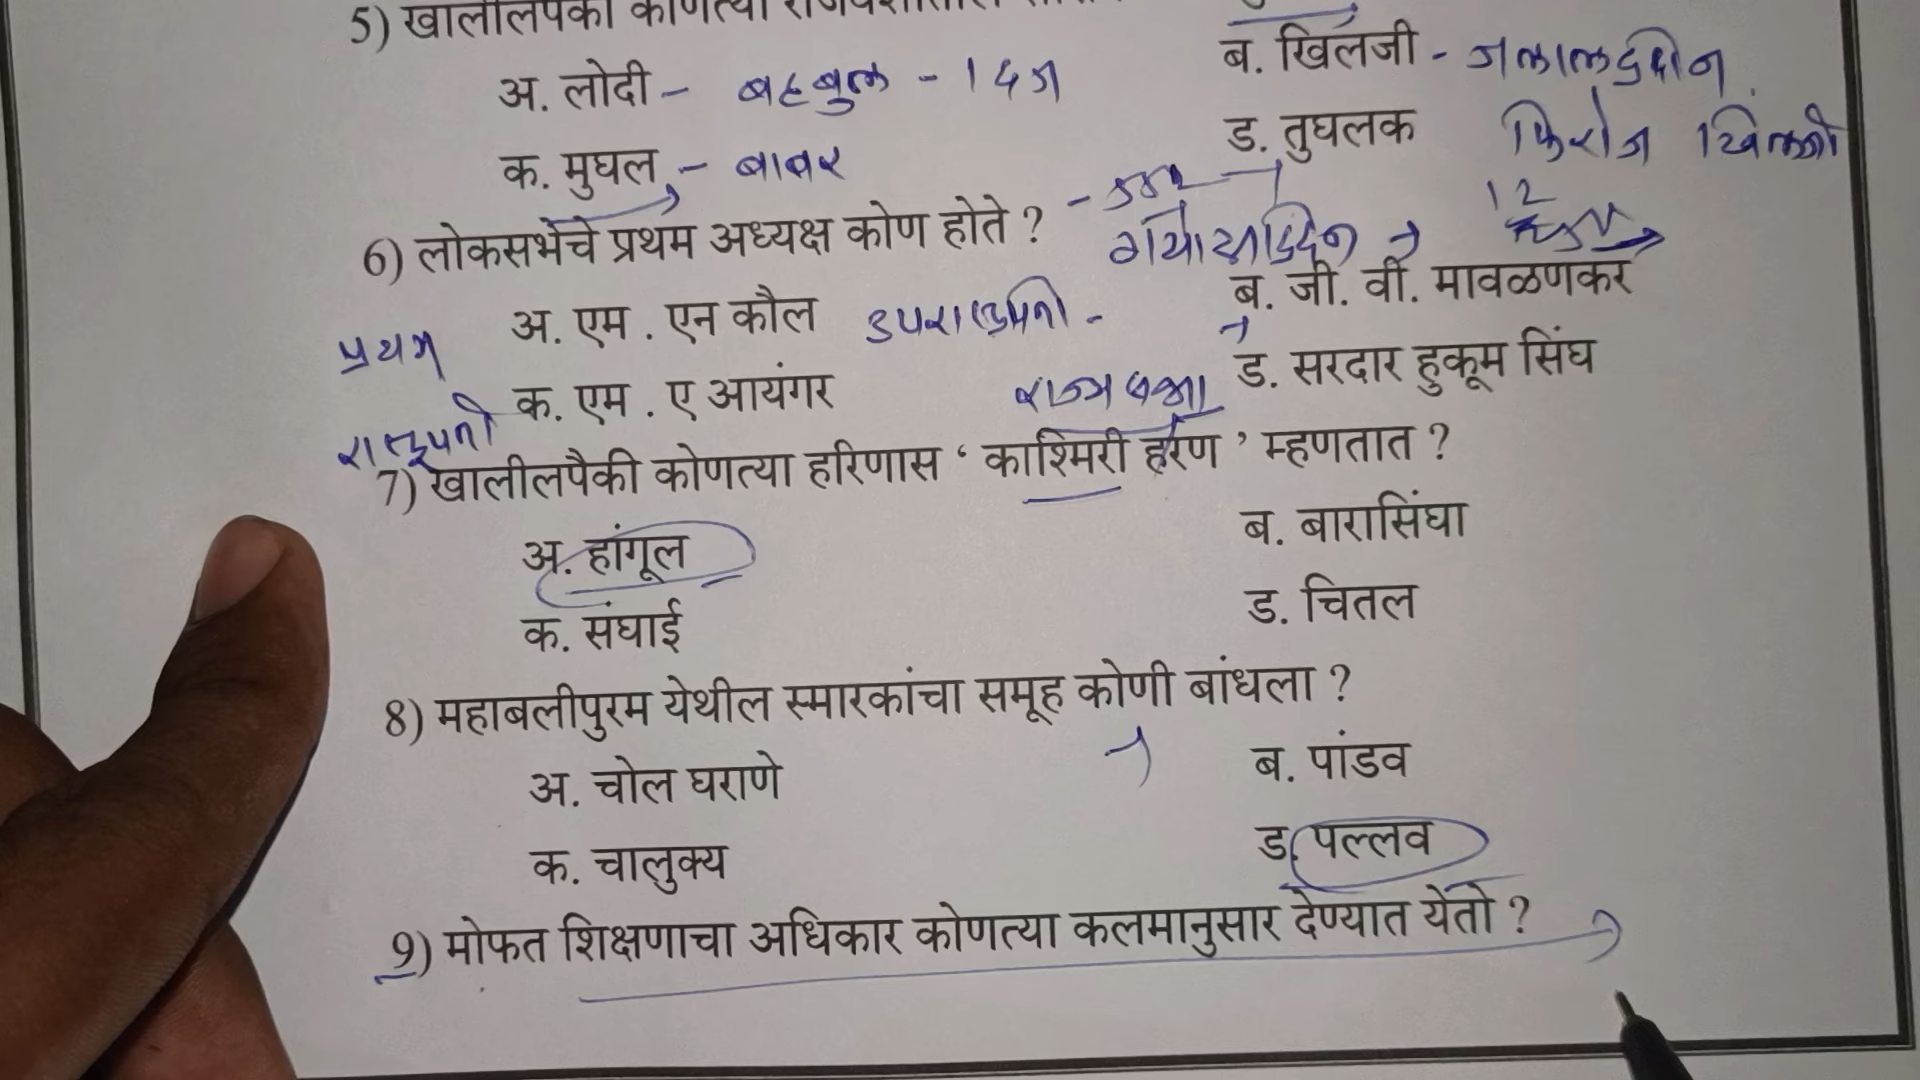 5) खालीलपैकी कोणत्या
अ. लोदी – बहलुल -
ब. खिलजी - जलालुद्दीन
क. मुघल - बाबर
ड. तुघलक फिरोज खिलजी
12
6) लोकसभेचे प्रथम अध्यक्ष कोण होते ?
अ. एम . एन कौल उपराष्ट्रपती -
ब. जी. वी. मावळणकर
प्रथम
क. एम . ए आयंगर राज्यसभा
ड. सरदार हुकूम सिंघ
राष्ट्रपती
7) खालीलपैकी कोणत्या हरिणास ‘ काश्मिरी हरण ’ म्हणतात ?
अ. हांगूल
ब. बारासिंघा
क. संघाई
ड. चितल
8) महाबलीपुरम येथील स्मारकांचा समूह कोणी बांधला ?
अ. चोल घराणे
ब. पांडव
क. चालुक्य
ड. पल्लव
9) मोफत शिक्षणाचा अधिकार कोणत्या कलमानुसार देण्यात येतो ?